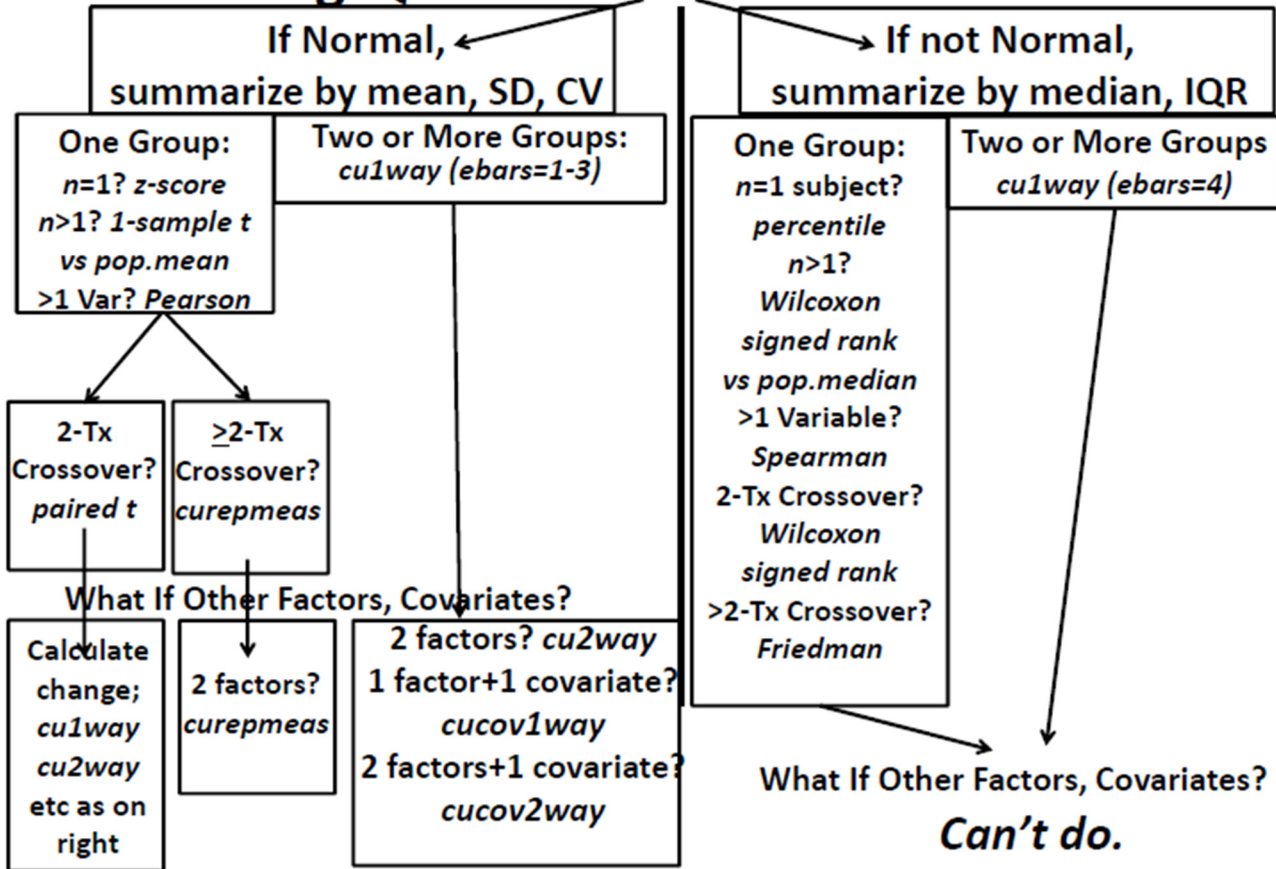 If Normal,
summarize by mean, SD, CV
One Group:
n=1? z-score
n>1? 1-sample t
vs pop.mean
>1 Var? Pearson
Two or More Groups:
cu1way (ebars=1-3)
2-Tx
Crossover?
paired t
≥2-Tx
Crossover?
curepmeas
What If Other Factors, Covariates?
Calculate
change;
cu1way
cu2way
etc as on
right
2 factors?
curepmeas
2 factors? cu2way
1 factor+1 covariate?
cucov1way
2 factors+1 covariate?
cucov2way
If not Normal,
summarize by median, IQR
One Group:
n=1 subject?
percentile
n>1?
Wilcoxon
signed rank
vs pop.median
>1 Variable?
Spearman
2-Tx Crossover?
Wilcoxon
signed rank
>2-Tx Crossover?
Friedman
Two or More Groups
cu1way (ebars=4)
What If Other Factors, Covariates?
Can't do.